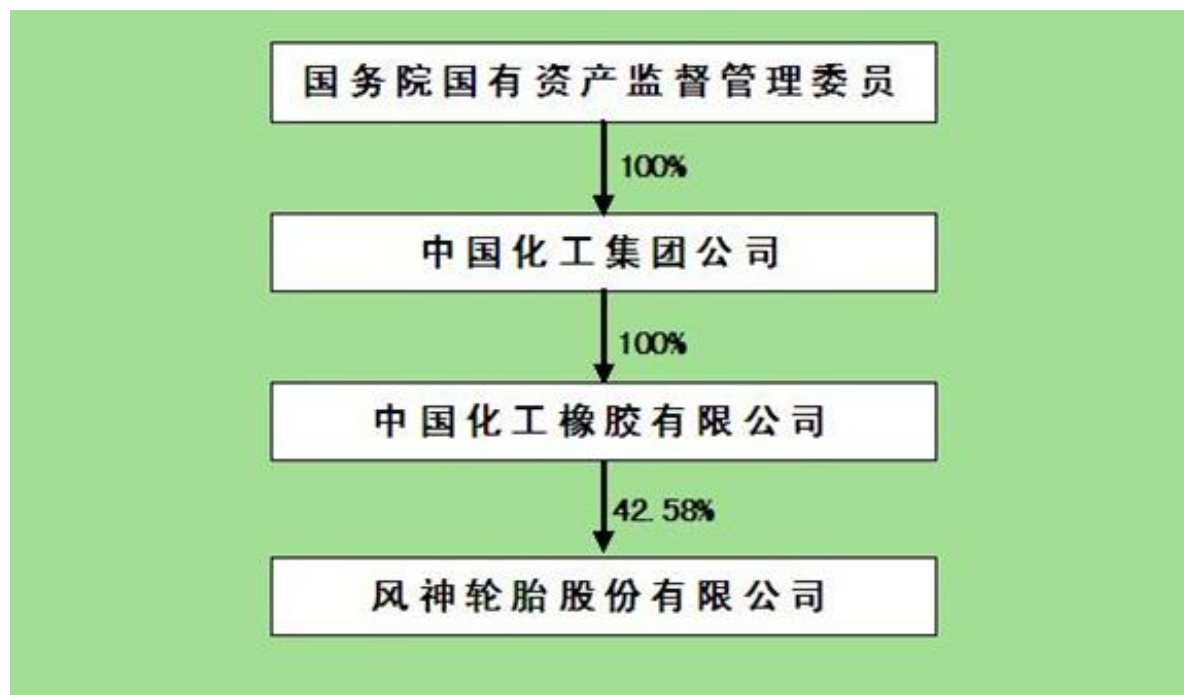 国务院国有资产监督管理委员
100%
中国化工集团公司
100%
中国化工橡胶有限公司
42.58%
风神轮胎股份有限公司